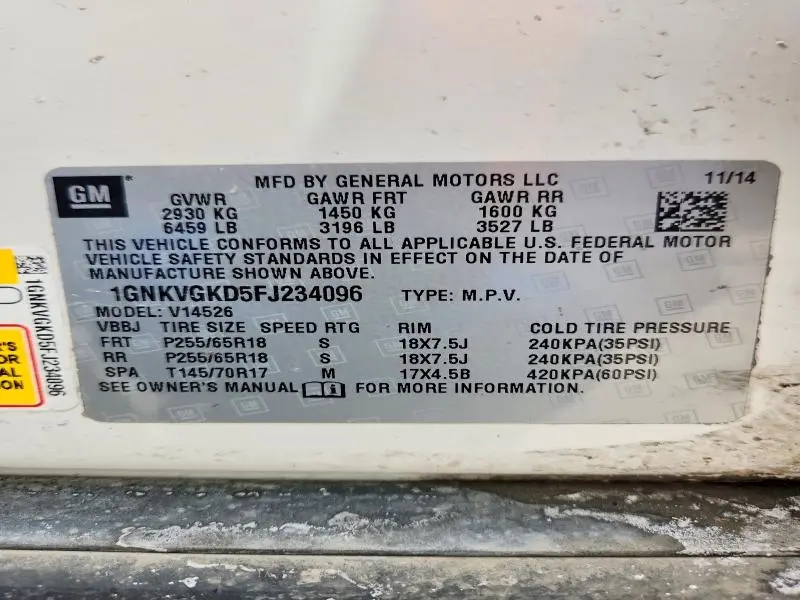 GM
MFD BY GENERAL MOTORS LLC 11/14
GVWR GAWR FRT GAWR RR
2930 KG 1450 KG 1600 KG
6459 LB 3196 LB 3527 LB
THIS VEHICLE CONFORMS TO ALL APPLICABLE U.S. FEDERAL MOTOR
VEHICLE SAFETY STANDARDS IN EFFECT ON THE DATE OF
MANUFACTURE SHOWN ABOVE.
1GNKVGKD5FJ234096 TYPE: M.P.V.
MODEL: V14526
VBBJ TIRE SIZE SPEED RTG RIM COLD TIRE PRESSURE
FRT P255/65R18 S 18X7.5J 240KPA(35PSI)
RR P255/65R18 S 18X7.5J 240KPA(35PSI)
SPA T145/70R17 M 17X4.5B 420KPA(60PSI)
SEE OWNER'S MANUAL FOR MORE INFORMATION.
1GNKVGKD5FJ234096